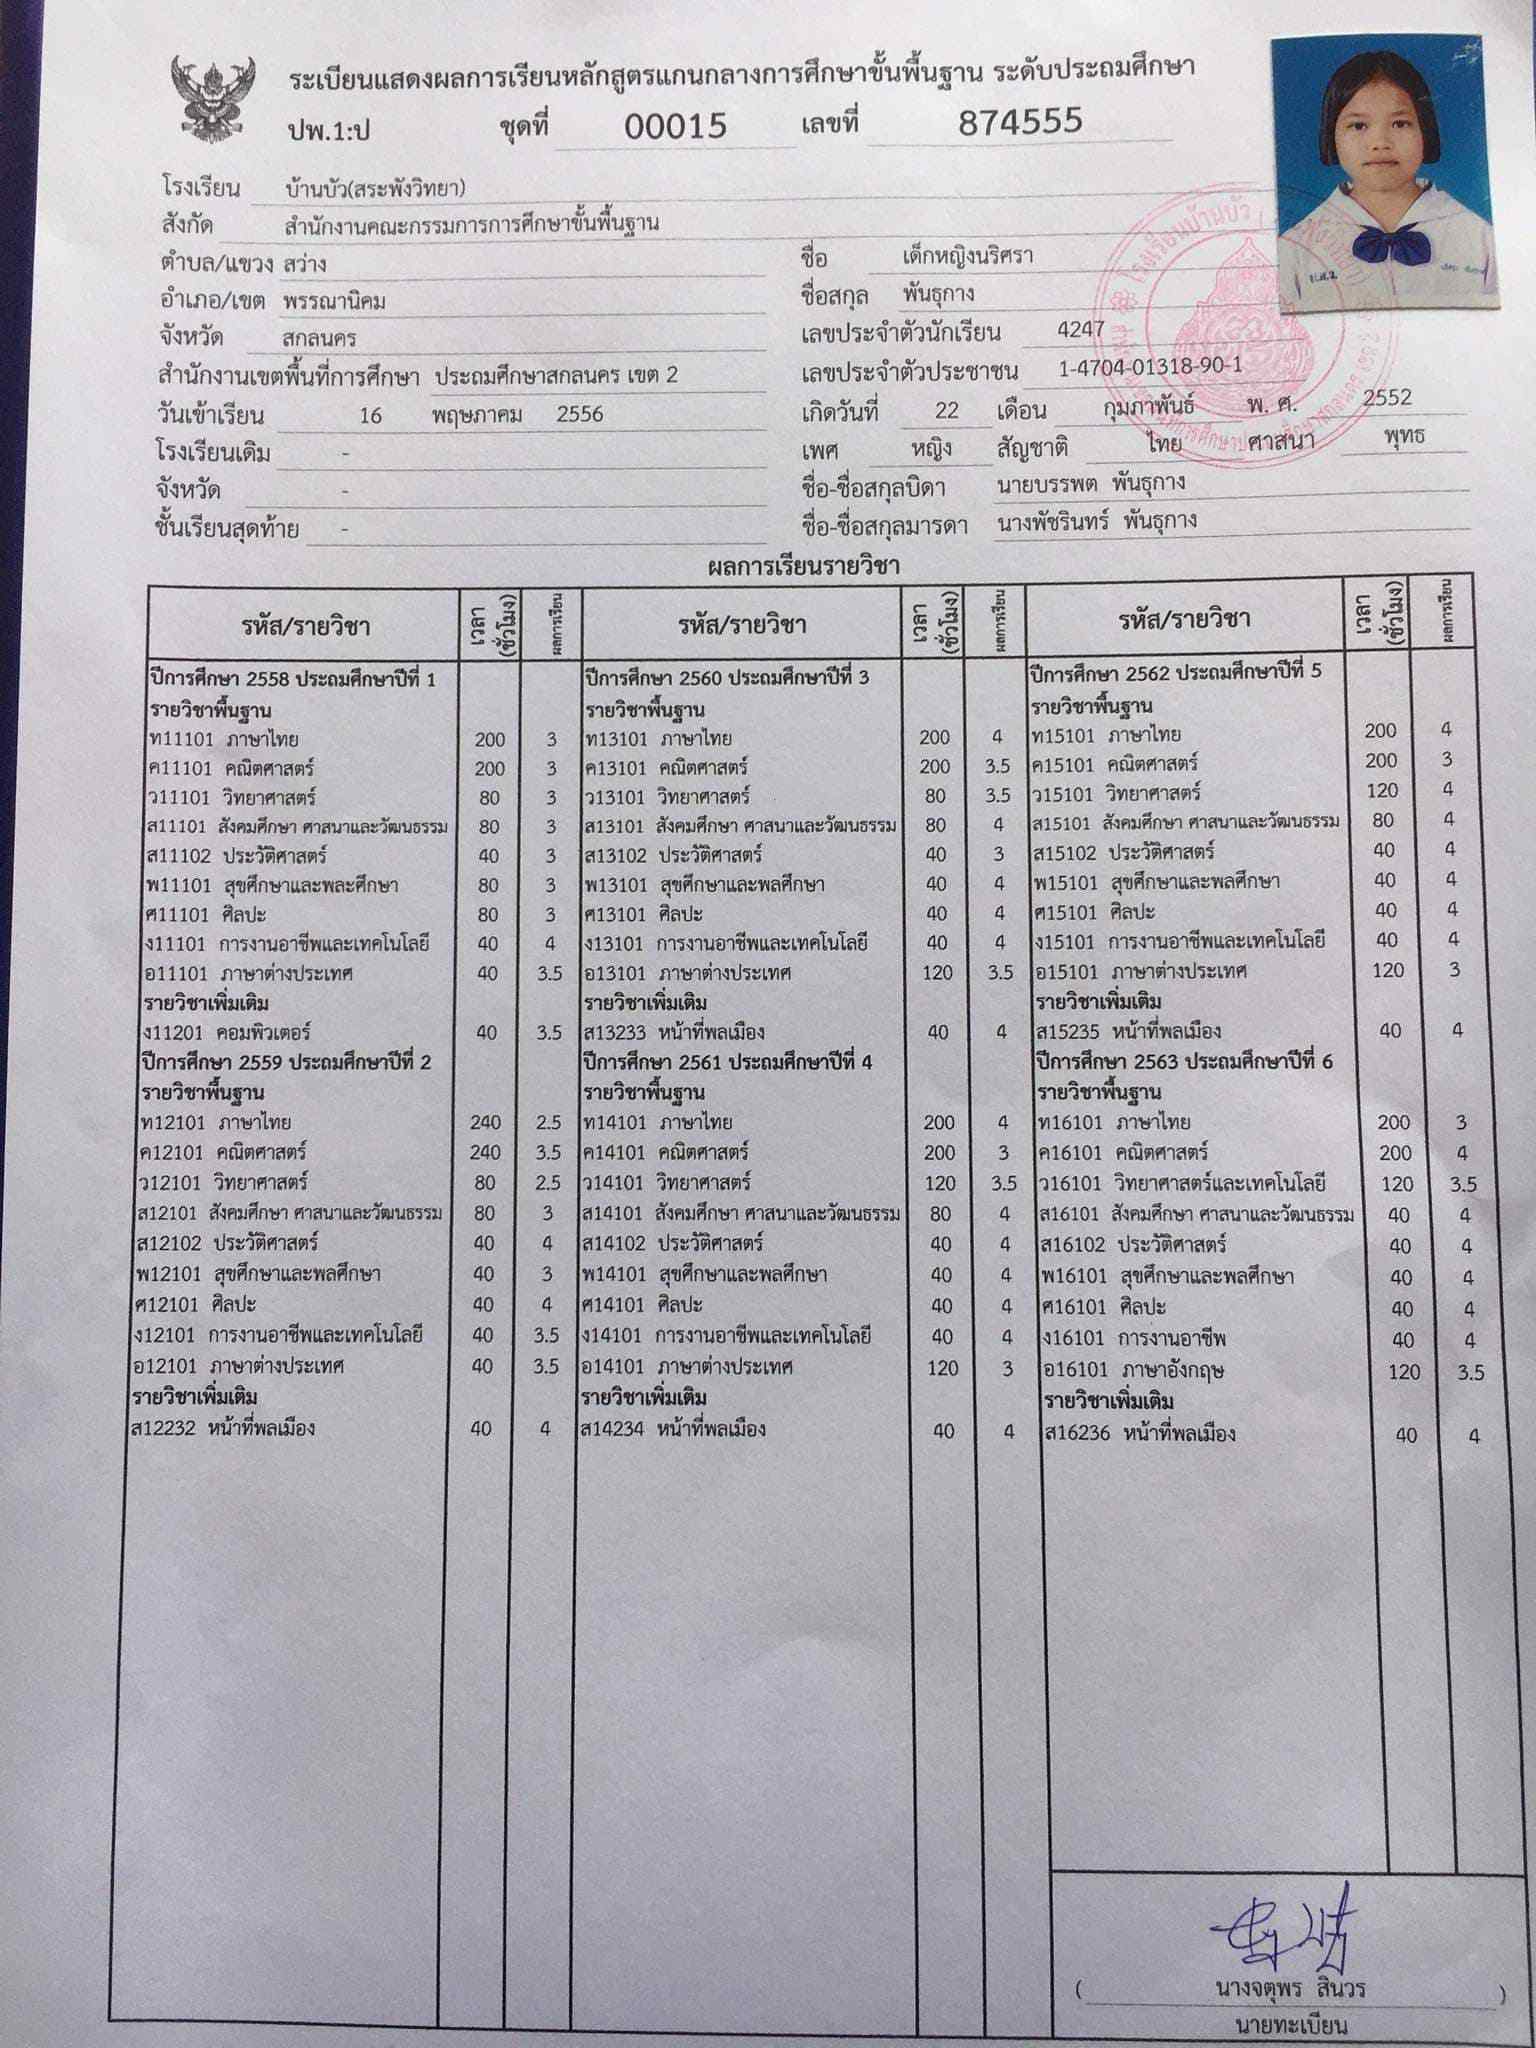 ระเบียนแสดงผลการเรียนหลักสูตรแกนกลางการศึกษาขั้นพื้นฐาน ระดับประถมศึกษา
ปพ.1:ป ชุดที่ 00015 เลขที่ 874555
โรงเรียน บ้านบัว(สระพังวิทยา)
สังกัด สำนักงานคณะกรรมการการศึกษาขั้นพื้นฐาน
ตำบล/แขวง สว่าง
อำเภอ/เขต พรรณานิคม
จังหวัด สกลนคร
สำนักงานเขตพื้นที่การศึกษา ประถมศึกษาสกลนคร เขต 2
วันเข้าเรียน 16 พฤษภาคม 2556
โรงเรียนเดิม -
จังหวัด -
ชั้นเรียนสุดท้าย -
ชื่อ เด็กหญิงนริศรา
ชื่อสกุล พันธุกาง
เลขประจำตัวนักเรียน 4247
เลขประจำตัวประชาชน 1-4704-01318-90-1
เกิดวันที่ 22 เดือน กุมภาพันธ์ พ. ศ. 2552
เพศ หญิง สัญชาติ ไทย ศาสนา พุทธ
ชื่อ-ชื่อสกุลบิดา นายบรรพต พันธุกาง
ชื่อ-ชื่อสกุลมารดา นางพัชรินทร์ พันธุกาง
ผลการเรียนรายวิชา
รหัส/รายวิชา เวลา (ชั่วโมง) ผลการเรียน
ปีการศึกษา 2558 ประถมศึกษาปีที่ 1
รายวิชาพื้นฐาน
ท11101 ภาษาไทย 200 3
ค11101 คณิตศาสตร์ 200 3
ว11101 วิทยาศาสตร์ 80 3
ส11101 สังคมศึกษา ศาสนาและวัฒนธรรม 80 3
ส11102 ประวัติศาสตร์ 40 3
พ11101 สุขศึกษาและพละศึกษา 80 3
ศ11101 ศิลปะ 80 3
ง11101 การงานอาชีพและเทคโนโลยี 40 4
อ11101 ภาษาต่างประเทศ 40 3.5
รายวิชาเพิ่มเติม
ง11201 คอมพิวเตอร์ 40 3.5
ปีการศึกษา 2559 ประถมศึกษาปีที่ 2
รายวิชาพื้นฐาน
ท12101 ภาษาไทย 240 2.5
ค12101 คณิตศาสตร์ 240 3.5
ว12101 วิทยาศาสตร์ 80 2.5
ส12101 สังคมศึกษา ศาสนาและวัฒนธรรม 80 3
ส12102 ประวัติศาสตร์ 40 4
พ12101 สุขศึกษาและพลศึกษา 40 3
ศ12101 ศิลปะ 40 4
ง12101 การงานอาชีพและเทคโนโลยี 40 3.5
อ12101 ภาษาต่างประเทศ 40 3.5
รายวิชาเพิ่มเติม
ส12232 หน้าที่พลเมือง 40 4
รหัส/รายวิชา เวลา (ชั่วโมง) ผลการเรียน
ปีการศึกษา 2560 ประถมศึกษาปีที่ 3
รายวิชาพื้นฐาน
ท13101 ภาษาไทย 200 4
ค13101 คณิตศาสตร์ 200 3.5
ว13101 วิทยาศาสตร์ 80 3.5
ส13101 สังคมศึกษา ศาสนาและวัฒนธรรม 80 4
ส13102 ประวัติศาสตร์ 40 3
พ13101 สุขศึกษาและพลศึกษา 40 4
ศ13101 ศิลปะ 40 4
ง13101 การงานอาชีพและเทคโนโลยี 40 4
อ13101 ภาษาต่างประเทศ 120 3.5
รายวิชาเพิ่มเติม
ส13233 หน้าที่พลเมือง 40 4
ปีการศึกษา 2561 ประถมศึกษาปีที่ 4
รายวิชาพื้นฐาน
ท14101 ภาษาไทย 200 4
ค14101 คณิตศาสตร์ 200 3
ว14101 วิทยาศาสตร์ 120 3.5
ส14101 สังคมศึกษา ศาสนาและวัฒนธรรม 80 4
ส14102 ประวัติศาสตร์ 40 4
พ14101 สุขศึกษาและพลศึกษา 40 4
ศ14101 ศิลปะ 40 4
ง14101 การงานอาชีพและเทคโนโลยี 40 4
อ14101 ภาษาต่างประเทศ 120 3
รายวิชาเพิ่มเติม
ส14234 หน้าที่พลเมือง 40 4
รหัส/รายวิชา เวลา (ชั่วโมง) ผลการเรียน
ปีการศึกษา 2562 ประถมศึกษาปีที่ 5
รายวิชาพื้นฐาน
ท15101 ภาษาไทย 200 4
ค15101 คณิตศาสตร์ 200 3
ว15101 วิทยาศาสตร์ 120 4
ส15101 สังคมศึกษา ศาสนาและวัฒนธรรม 80 4
ส15102 ประวัติศาสตร์ 40 4
พ15101 สุขศึกษาและพลศึกษา 40 4
ศ15101 ศิลปะ 40 4
ง15101 การงานอาชีพและเทคโนโลยี 40 4
อ15101 ภาษาต่างประเทศ 120 3
รายวิชาเพิ่มเติม
ส15235 หน้าที่พลเมือง 40 4
ปีการศึกษา 2563 ประถมศึกษาปีที่ 6
รายวิชาพื้นฐาน
ท16101 ภาษาไทย 200 3
ค16101 คณิตศาสตร์ 200 4
ว16101 วิทยาศาสตร์และเทคโนโลยี 120 3.5
ส16101 สังคมศึกษา ศาสนาและวัฒนธรรม 40 4
ส16102 ประวัติศาสตร์ 40 4
พ16101 สุขศึกษาและพลศึกษา 40 4
ศ16101 ศิลปะ 40 4
ง16101 การงานอาชีพ 40 4
อ16101 ภาษาอังกฤษ 120 3.5
รายวิชาเพิ่มเติม
ส16236 หน้าที่พลเมือง 40 4
( นางจตุพร สินวร )
นายทะเบียน